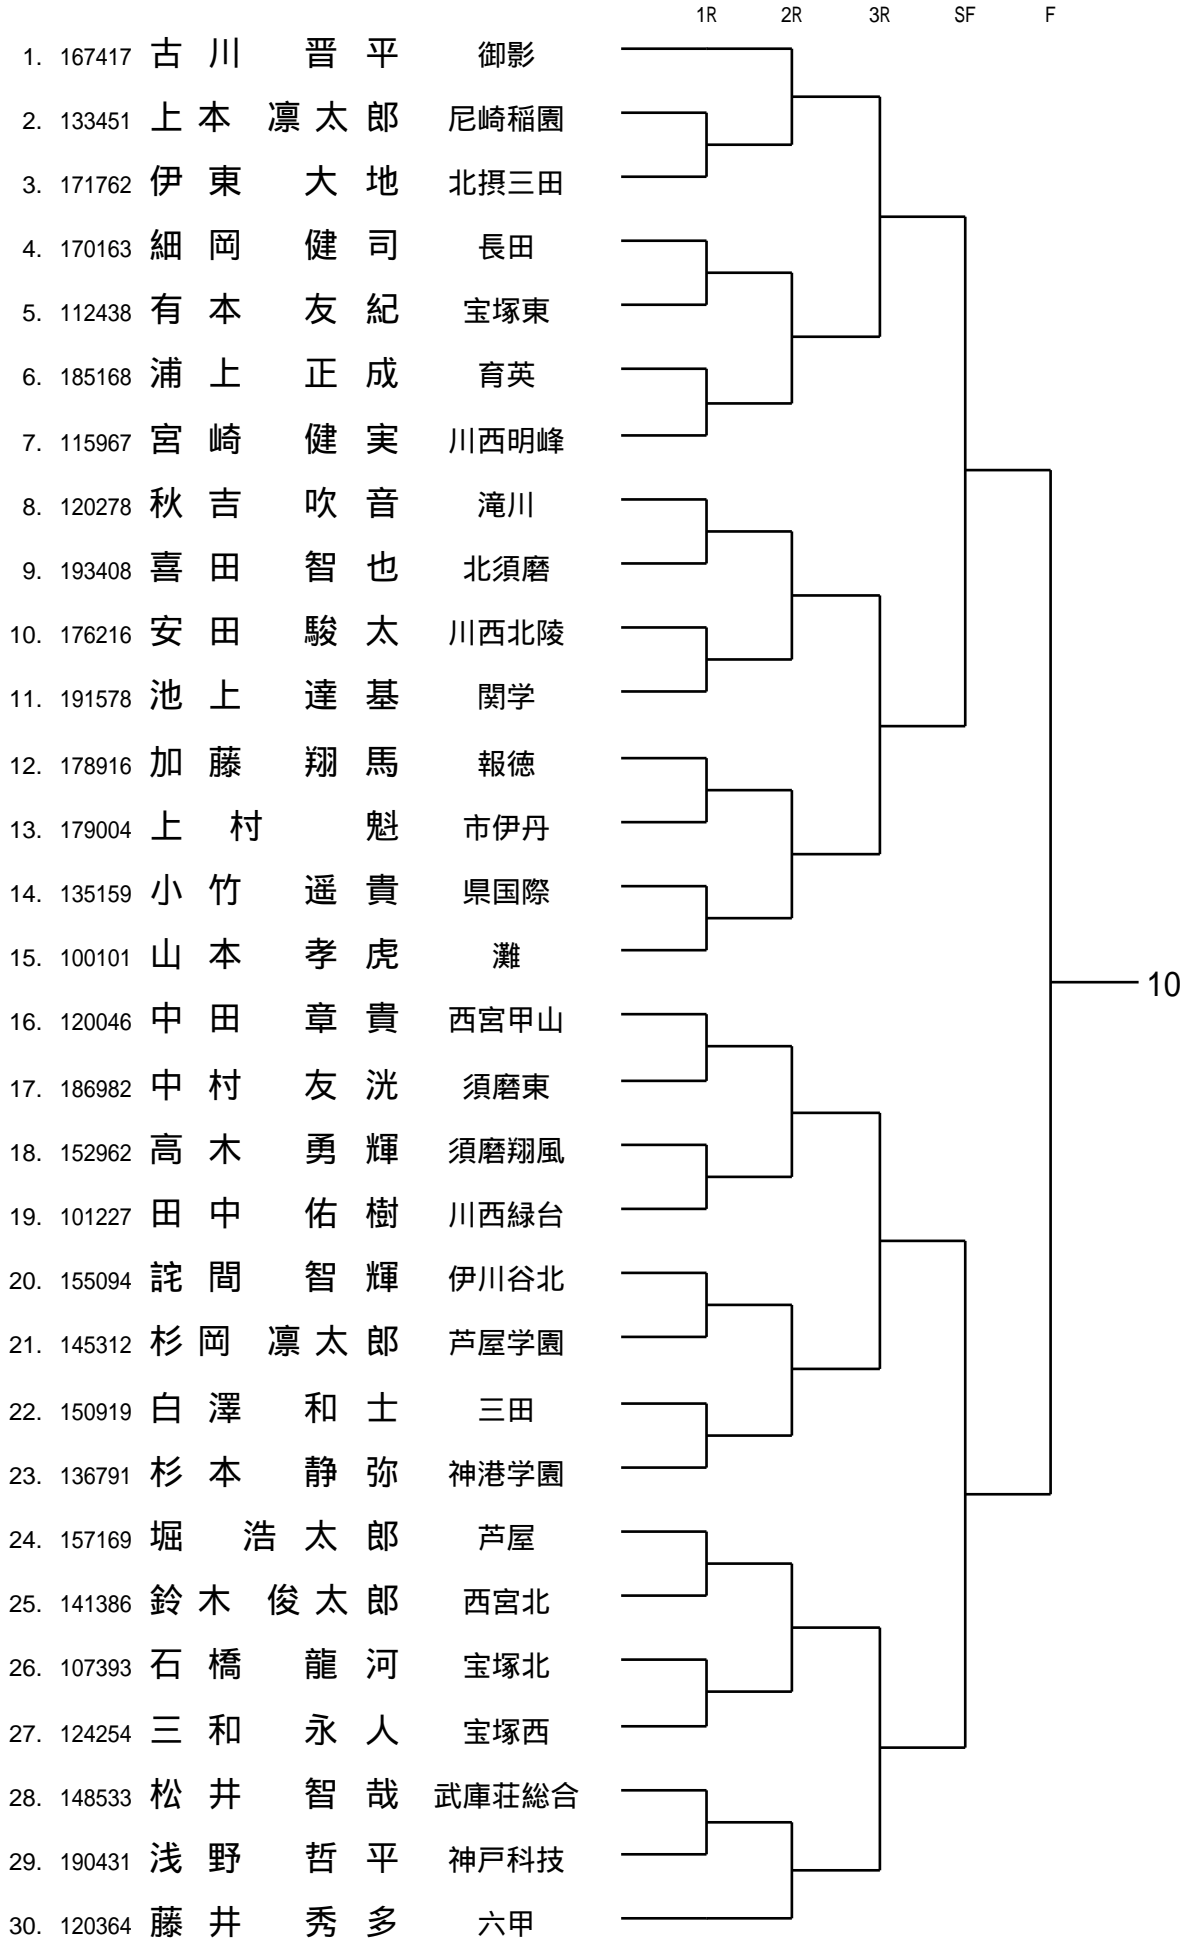 1R 2R 3R SF F
1. 167417 古川 晋平 御影
2. 133451 上本 凛太郎 尼崎稲園
3. 171762 伊東 大地 北摂三田
4. 170163 細岡 健司 長田
5. 112438 有本 友紀 宝塚東
6. 185168 浦上 正成 育英
7. 115967 宮崎 健実 川西明峰
8. 120278 秋吉 吹音 滝川
9. 193408 喜田 智也 北須磨
10. 176216 安田 駿太 川西北陵
11. 191578 池上 達基 関学
12. 178916 加藤 翔馬 報徳
13. 179004 上村 魁 市伊丹
14. 135159 小竹 遥貴 県国際
15. 100101 山本 孝虎 灘
10
16. 120046 中田 章貴 西宮甲山
17. 186982 中村 友洸 須磨東
18. 152962 高木 勇輝 須磨翔風
19. 101227 田中 佑樹 川西緑台
20. 155094 詫間 智輝 伊川谷北
21. 145312 杉岡 凛太郎 芦屋学園
22. 150919 白澤 和士 三田
23. 136791 杉本 静弥 神港学園
24. 157169 堀 浩太郎 芦屋
25. 141386 鈴木 俊太郎 西宮北
26. 107393 石橋 龍河 宝塚北
27. 124254 三和 永人 宝塚西
28. 148533 松井 智哉 武庫荘総合
29. 190431 浅野 哲平 神戸科技
30. 120364 藤井 秀多 六甲